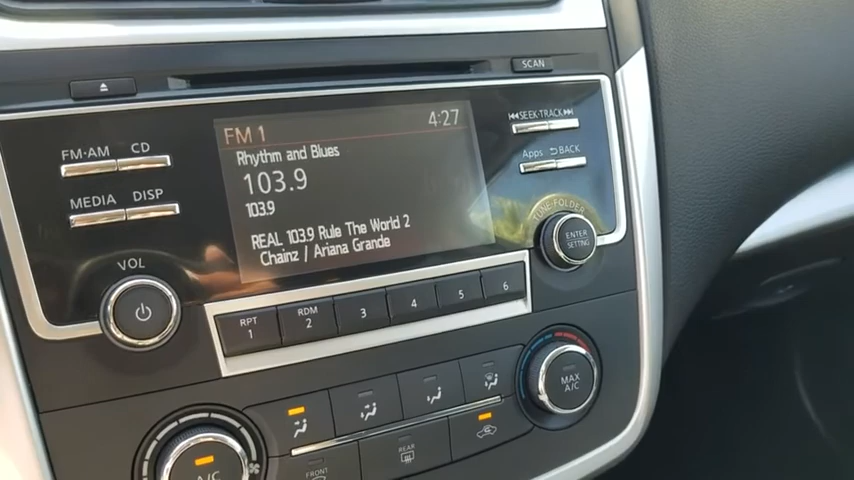 SCAN
FM 1
4:27
Rhythm and Blues
103.9
103.9
REAL 103.9 Rule The World 2
Chainz / Ariana Grande
FM·AM CD
MEDIA DISP
VOL
SEEK·TRACK
Apps BACK
TUNE·FOLDER
ENTER
SETTING
RPT
1
RDM
2
3
4
5
6
MAX
A/C
A/C
FRONT
REAR